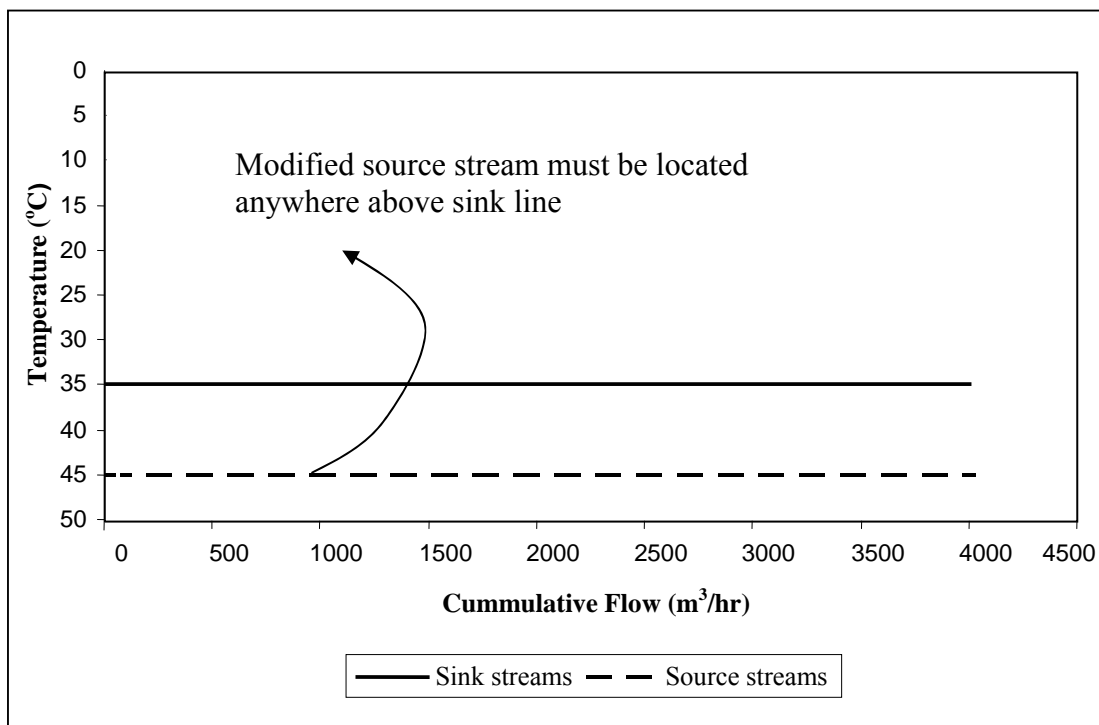 0
5
10
15
20
25
30
35
40
45
50
Temperature (°C)
Modified source stream must be located
anywhere above sink line
0 500 1000 1500 2000 2500 3000 3500 4000 4500
Cummulative Flow (m³/hr)
Sink streams Source streams